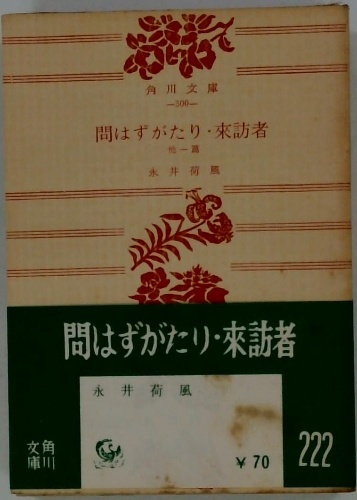 角川文庫
—300—
問はずがたり・來訪者
他一篇
永井荷風
問はずがたり・來訪者
永井荷風
角川文庫
¥70
222